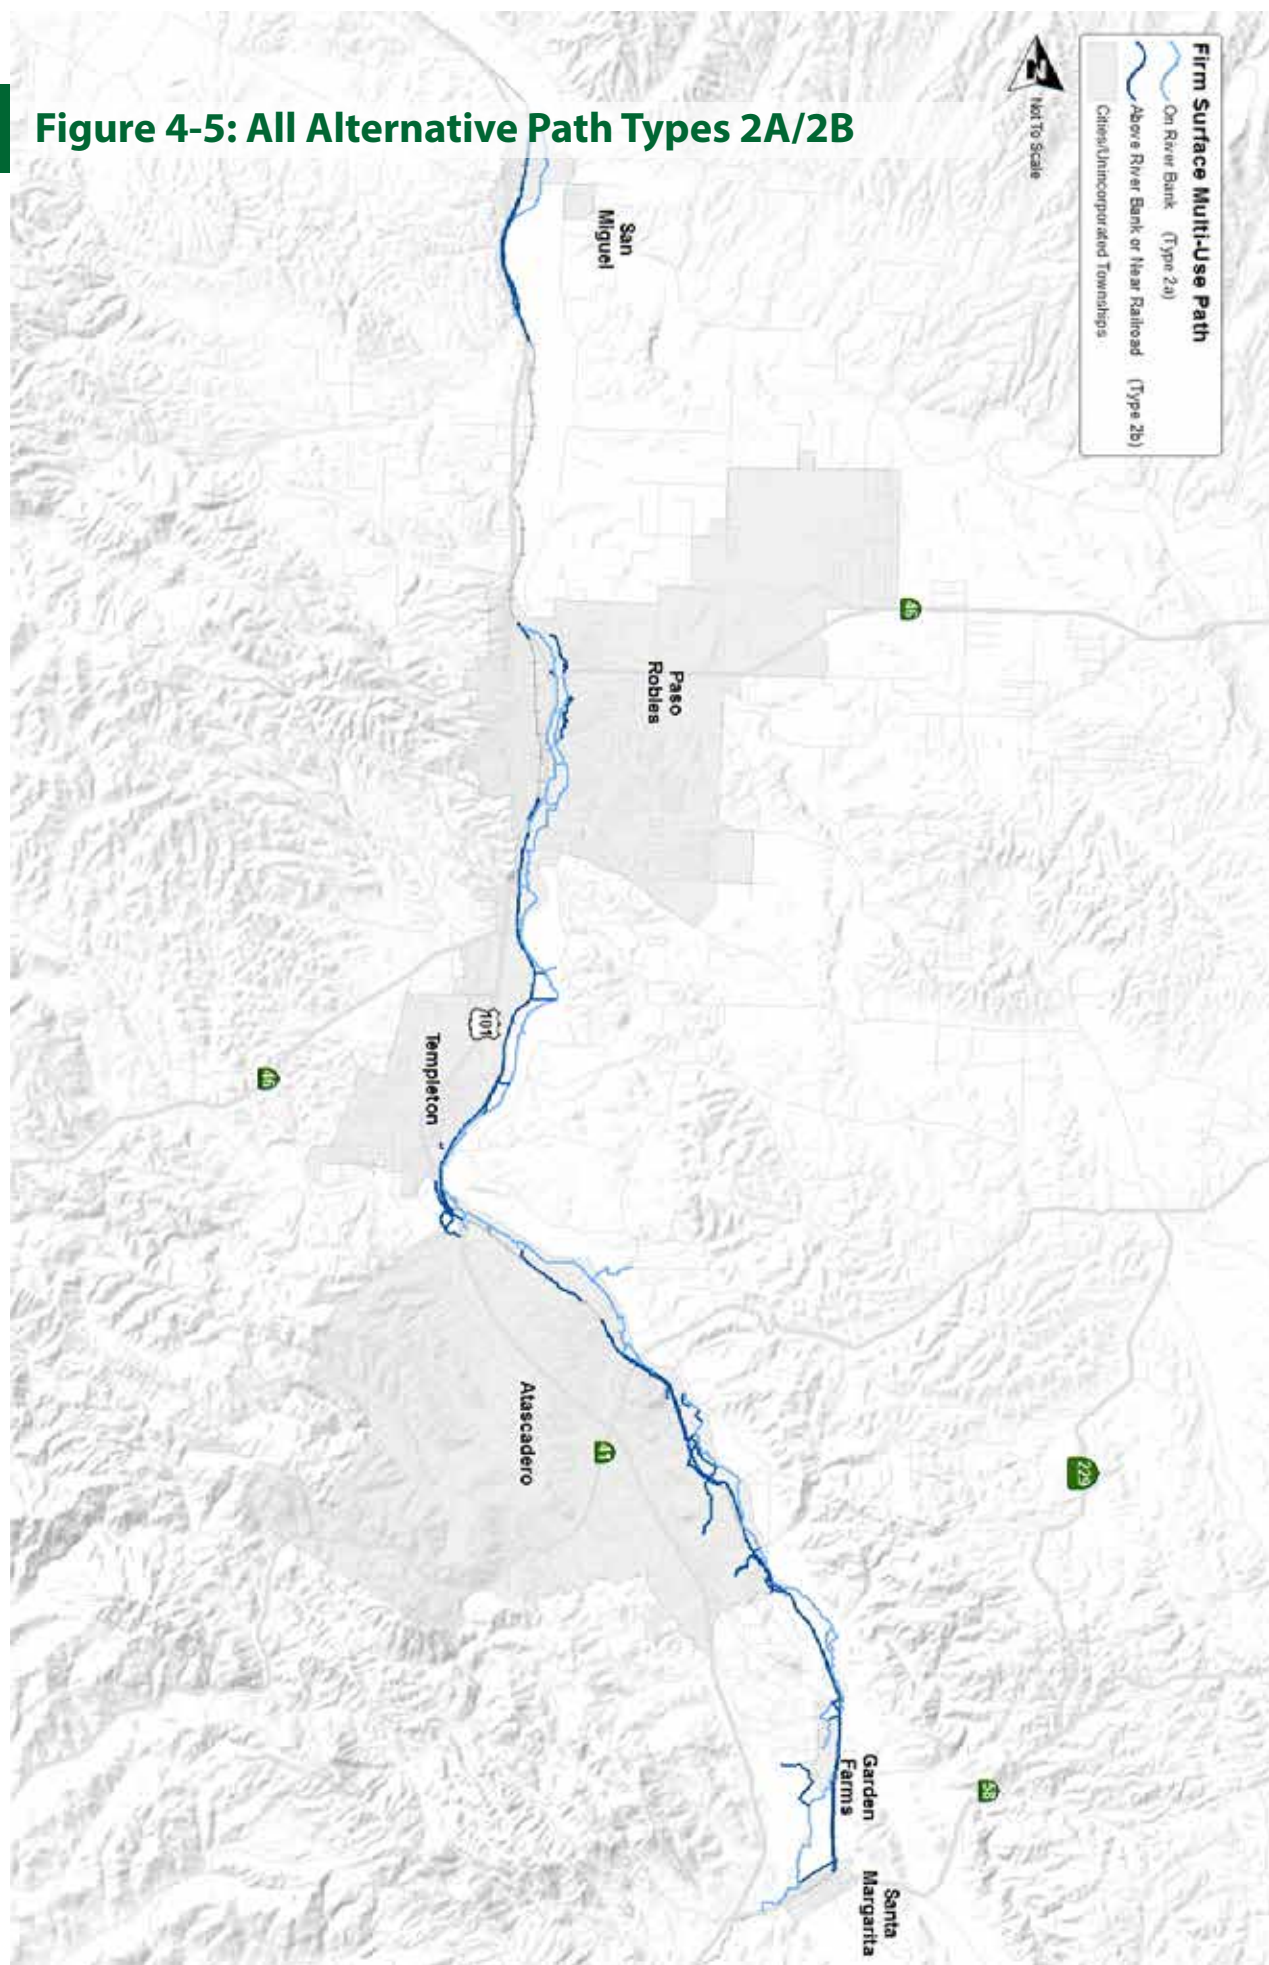 Figure 4-5: All Alternative Path Types 2A/2B
Firm Surface Multi-Use Path
On River Bank (Type 2a)
Above River Bank or Near Railroad (Type 2b)
Cities/Unincorporated Townships
N
Not To Scale
San
Miguel
46
Paso
Robles
101
Templeton
46
Atascadero
41
229
Garden
Farms
58
Santa
Margarita